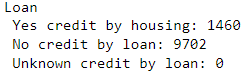 Loan
Yes credit by housing: 1460
No credit by loan: 9702
Unknown credit by loan: 0